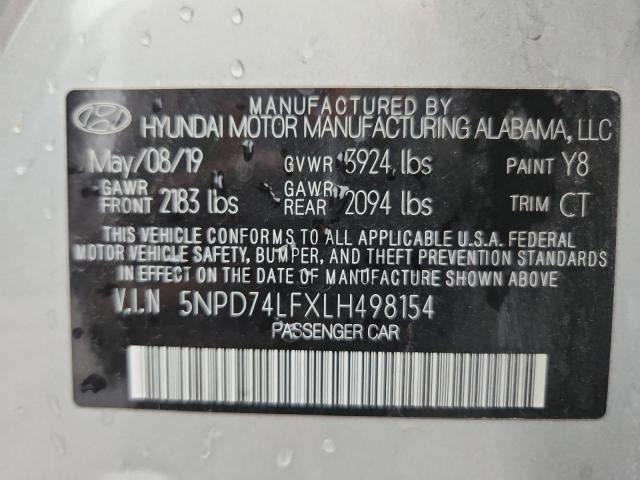 MANUFACTURED BY
HYUNDAI MOTOR MANUFACTURING ALABAMA, LLC
May/08/19 GVWR 3924 lbs PAINT Y8
GAWR FRONT 2183 lbs GAWR REAR 2094 lbs TRIM CT
THIS VEHICLE CONFORMS TO ALL APPLICABLE U.S.A. FEDERAL
MOTOR VEHICLE SAFETY, BUMPER, AND THEFT PREVENTION STANDARDS
IN EFFECT ON THE DATE OF MANUFACTURE SHOWN ABOVE
V.I.N 5NPD74LFXLH498154
PASSENGER CAR